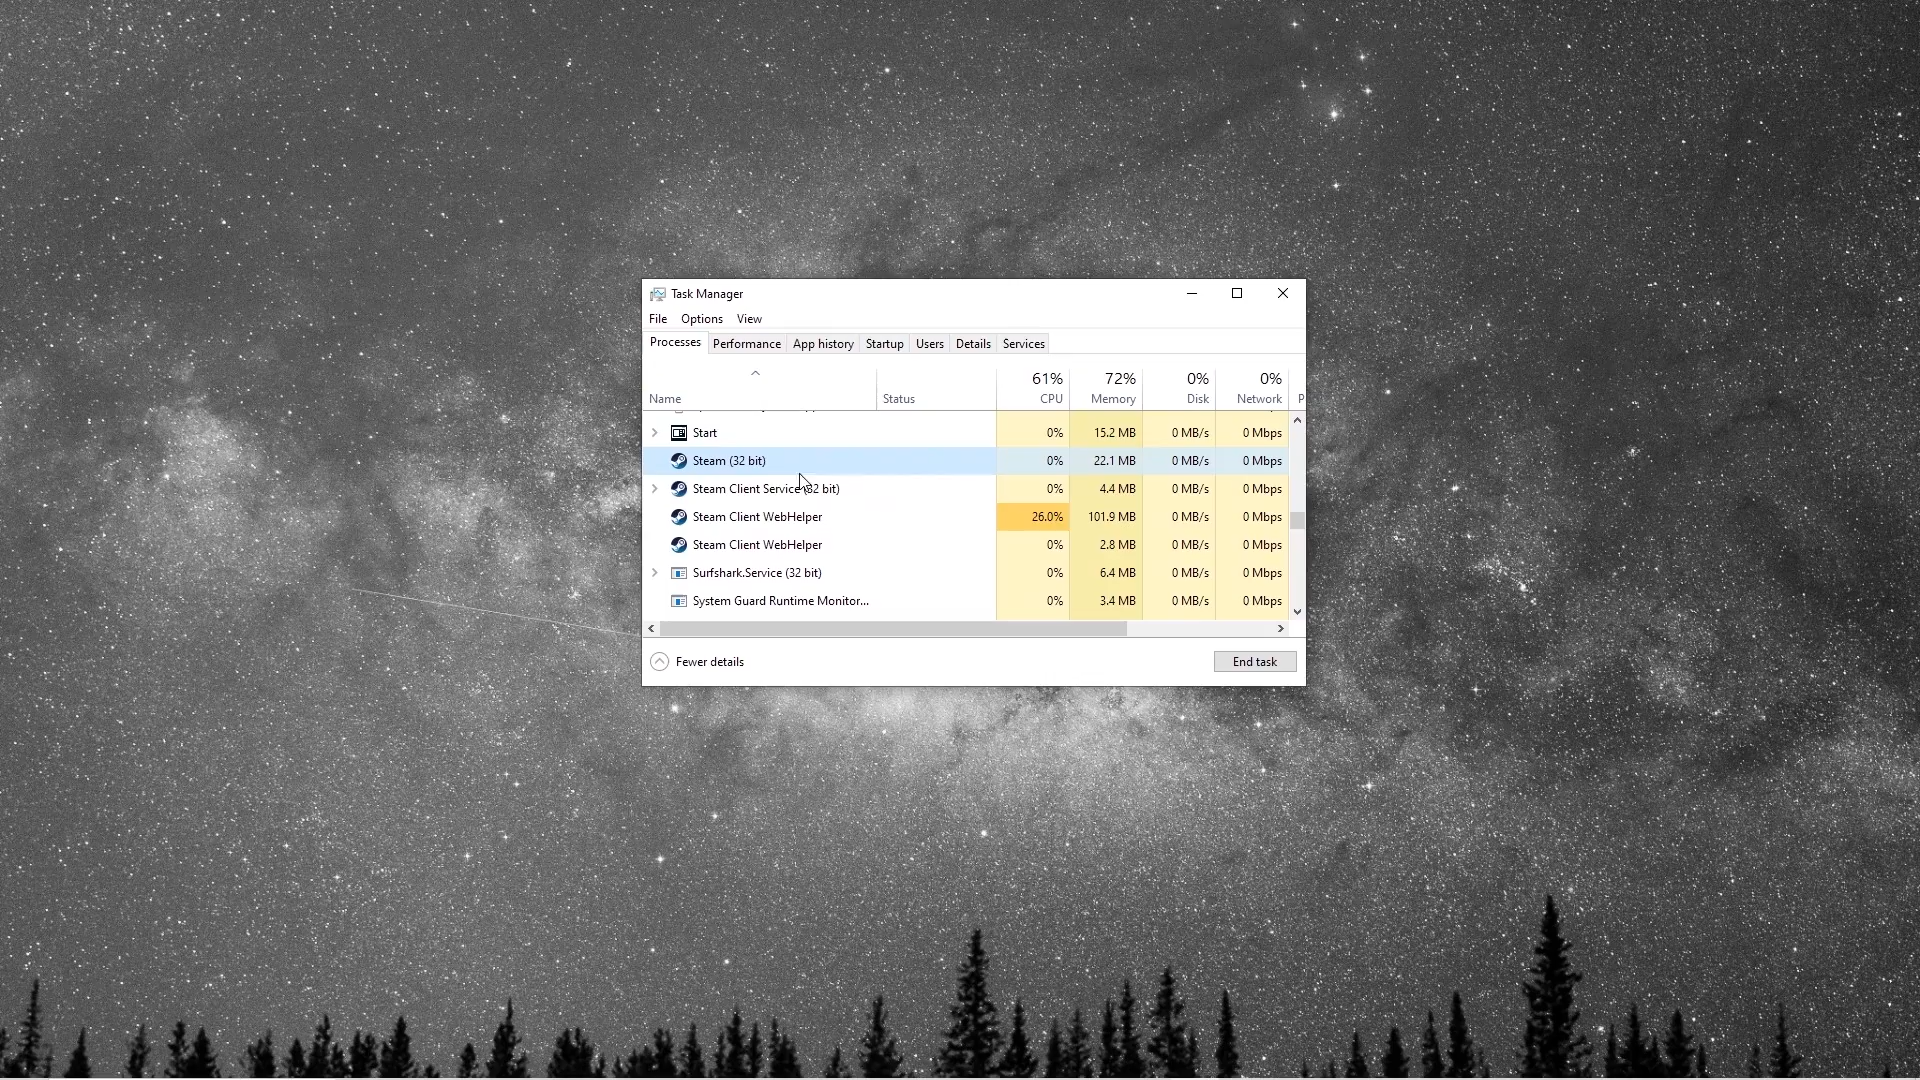 Task Manager
File Options View
Processes Performance App history Startup Users Details Services
61% 72% 0% 0%
Name Status CPU Memory Disk Network P
Start 0% 15.2 MB 0 MB/s 0 Mbps
Steam (32 bit) 0% 22.1 MB 0 MB/s 0 Mbps
Steam Client Service (32 bit) 0% 4.4 MB 0 MB/s 0 Mbps
Steam Client WebHelper 26.0% 101.9 MB 0 MB/s 0 Mbps
Steam Client WebHelper 0% 2.8 MB 0 MB/s 0 Mbps
Surfshark.Service (32 bit) 0% 6.4 MB 0 MB/s 0 Mbps
System Guard Runtime Monitor... 0% 3.4 MB 0 MB/s 0 Mbps
Fewer details End task